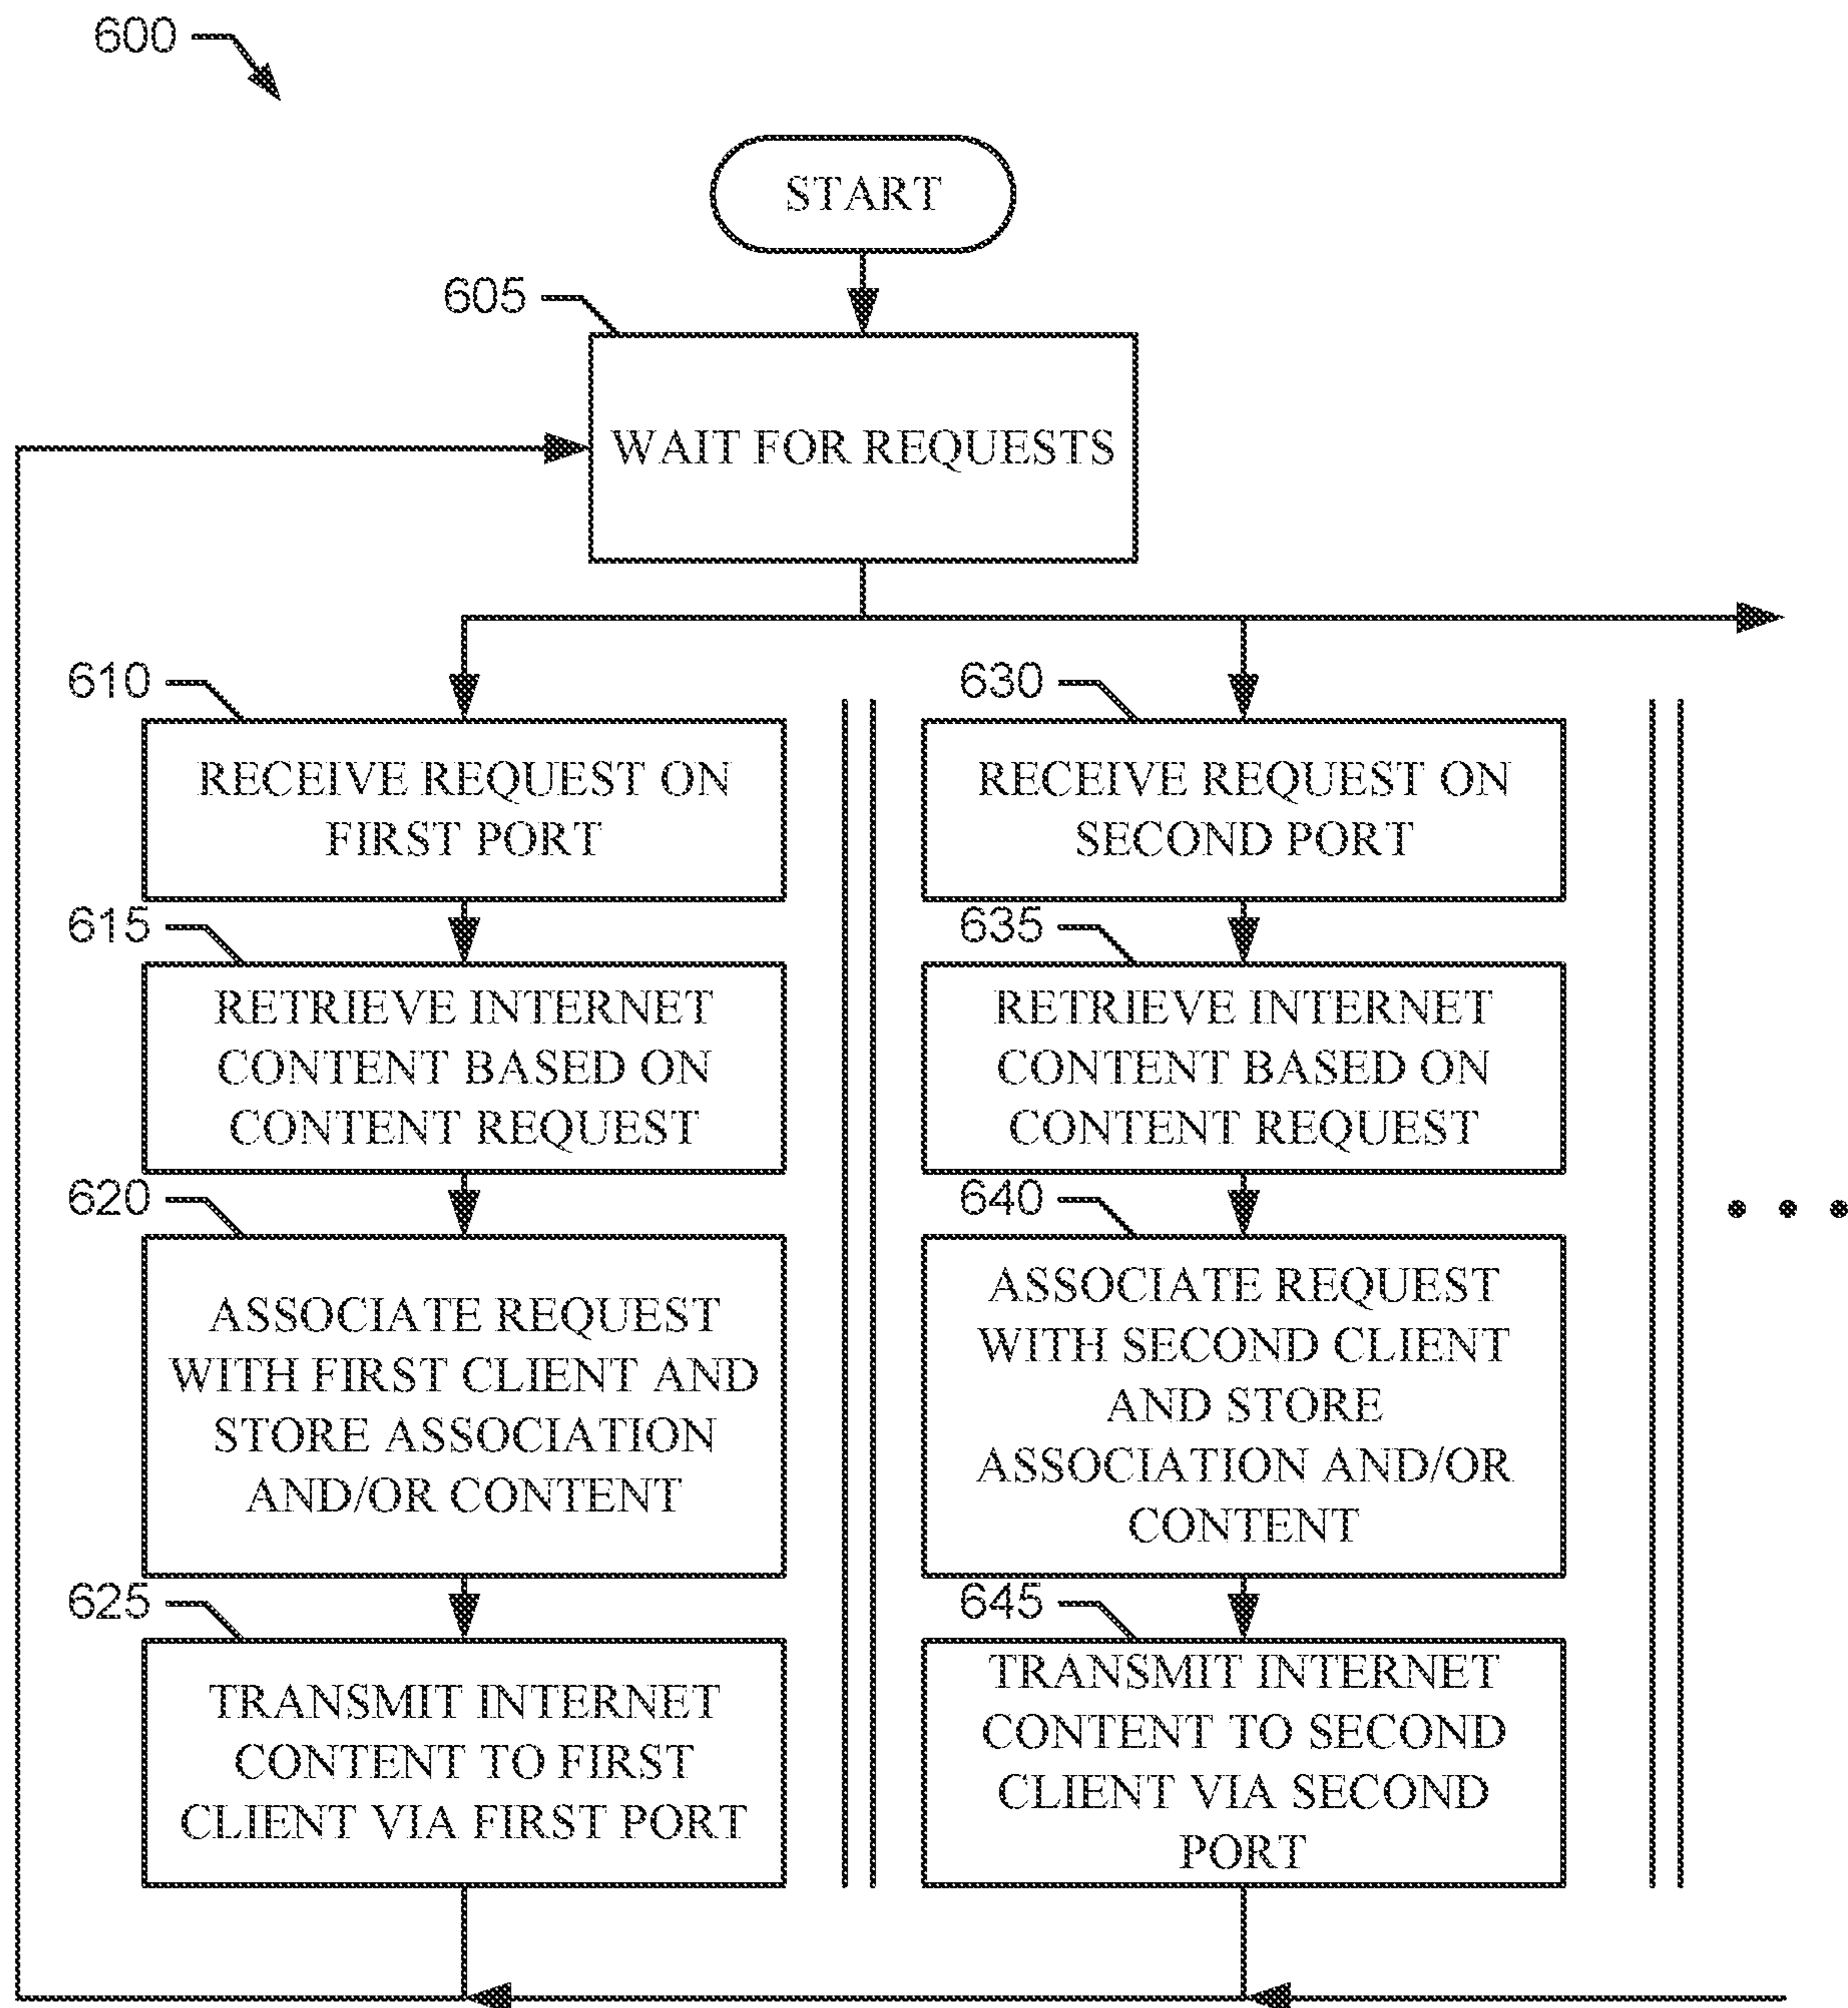 600
START
605
WAIT FOR REQUESTS
610
RECEIVE REQUEST ON
FIRST PORT
615
RETRIEVE INTERNET
CONTENT BASED ON
CONTENT REQUEST
620
ASSOCIATE REQUEST
WITH FIRST CLIENT AND
STORE ASSOCIATION
AND/OR CONTENT
625
TRANSMIT INTERNET
CONTENT TO FIRST
CLIENT VIA FIRST PORT
630
RECEIVE REQUEST ON
SECOND PORT
635
RETRIEVE INTERNET
CONTENT BASED ON
CONTENT REQUEST
640
ASSOCIATE REQUEST
WITH SECOND CLIENT
AND STORE
ASSOCIATION AND/OR
CONTENT
645
TRANSMIT INTERNET
CONTENT TO SECOND
CLIENT VIA SECOND
PORT
• • •